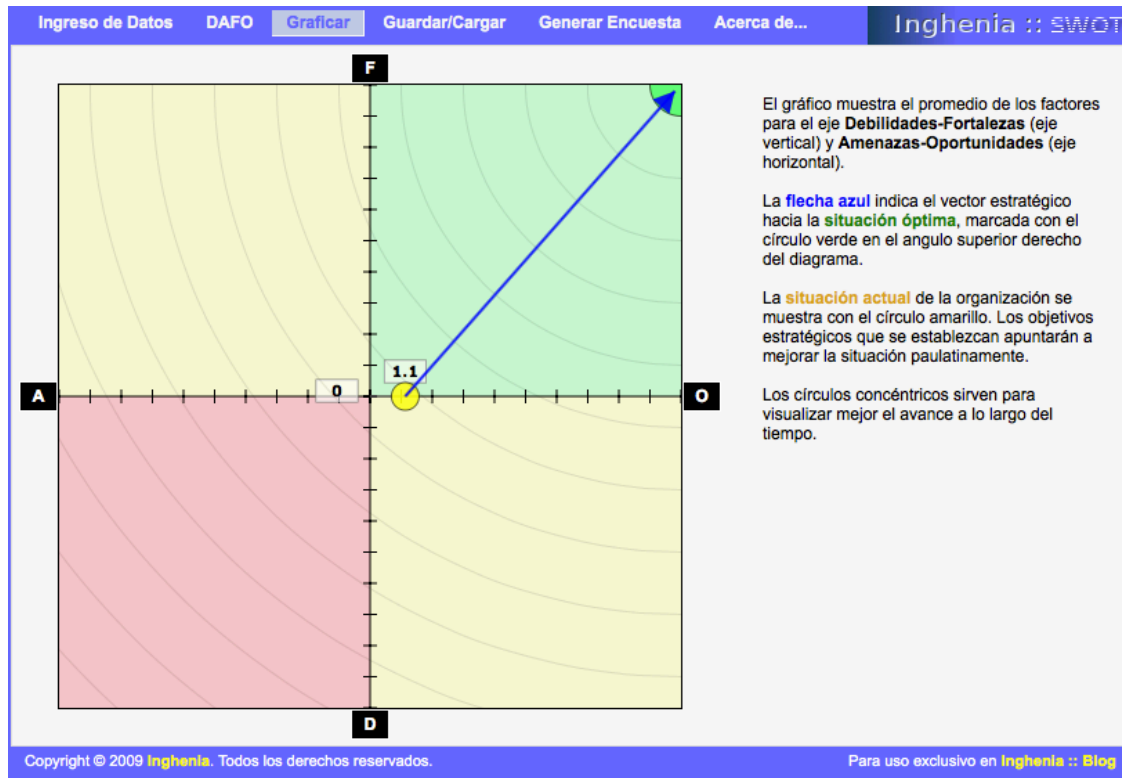 Ingreso de Datos DAFO Graficar Guardar/Cargar Generar Encuesta Acerca de... Inghenia :: SWOT
F
1.1
0
A
O
D
El gráfico muestra el promedio de los factores
para el eje Debilidades-Fortalezas (eje
vertical) y Amenazas-Oportunidades (eje
horizontal).
La flecha azul indica el vector estratégico
hacia la situación óptima, marcada con el
círculo verde en el angulo superior derecho
del diagrama.
La situación actual de la organización se
muestra con el círculo amarillo. Los objetivos
estratégicos que se establezcan apuntarán a
mejorar la situación paulatinamente.
Los círculos concéntricos sirven para
visualizar mejor el avance a lo largo del
tiempo.
Copyright © 2009 Inghenia. Todos los derechos reservados. Para uso exclusivo en Inghenia :: Blog